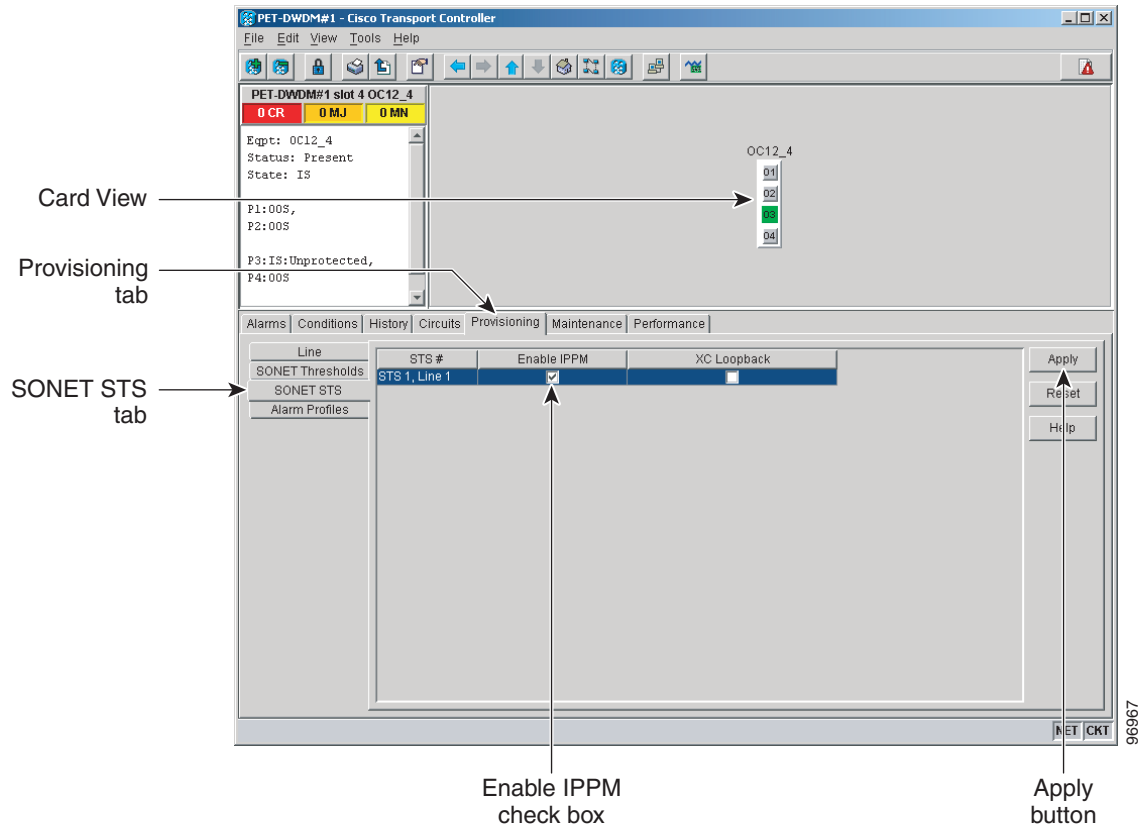 PET-DWDM#1 - Cisco Transport Controller
File Edit View Tools Help
PET-DWDM#1 slot 4 OC12_4
0 CR 0 MJ 0 MN
Eqpt: OC12_4
Status: Present
State: IS
P1:OOS,
P2:OOS
P3:IS:Unprotected,
P4:OOS
OC12_4
01
02
03
04
Card View
Provisioning
tab
SONET STS
tab
Alarms Conditions History Circuits Provisioning Maintenance Performance
Line
SONET Thresholds
SONET STS
Alarm Profiles
STS # Enable IPPM XC Loopback
STS 1, Line 1
Apply
Reset
Help
NET CKT
96967
Enable IPPM
check box
Apply
button